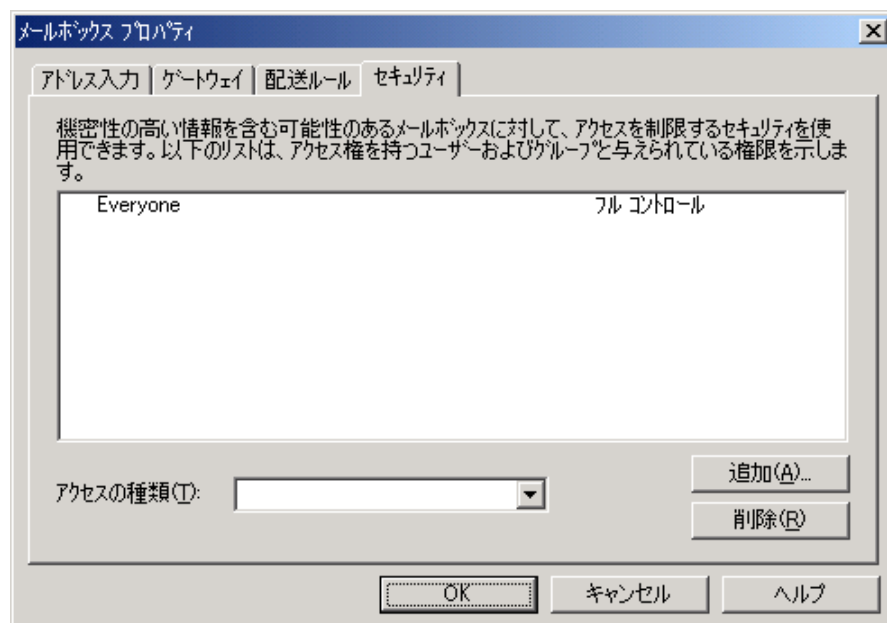 メールボックス プロパティ
アドレス入力
ゲートウェイ
配送ルール
セキュリティ
機密性の高い情報を含む可能性のあるメールボックスに対して、アクセスを制限するセキュリティを使
用できます。以下のリストは、アクセス権を持つユーザーおよびグループと与えられている権限を示しま
す。
Everyone フル コントロール
追加(A)...
アクセスの種類(T):
削除(R)
OK キャンセル ヘルプ